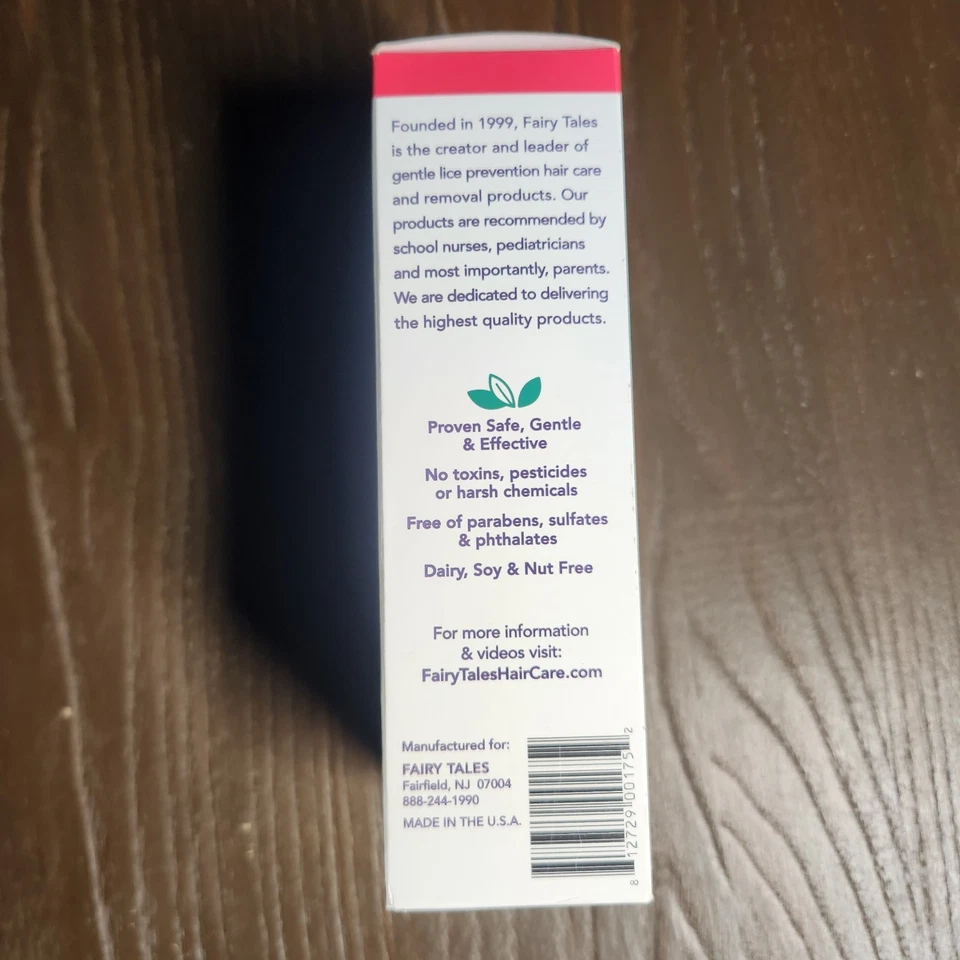 Founded in 1999, Fairy Tales
is the creator and leader of
gentle lice prevention hair care
and removal products. Our
products are recommended by
school nurses, pediatricians
and most importantly, parents.
We are dedicated to delivering
the highest quality products.
Proven Safe, Gentle
& Effective
No toxins, pesticides
or harsh chemicals
Free of parabens, sulfates
& phthalates
Dairy, Soy & Nut Free
For more information
& videos visit:
FairyTalesHairCare.com
Manufactured for:
FAIRY TALES
Fairfield, NJ 07004
888-244-1990
MADE IN THE U.S.A.
8 12729 00175 2